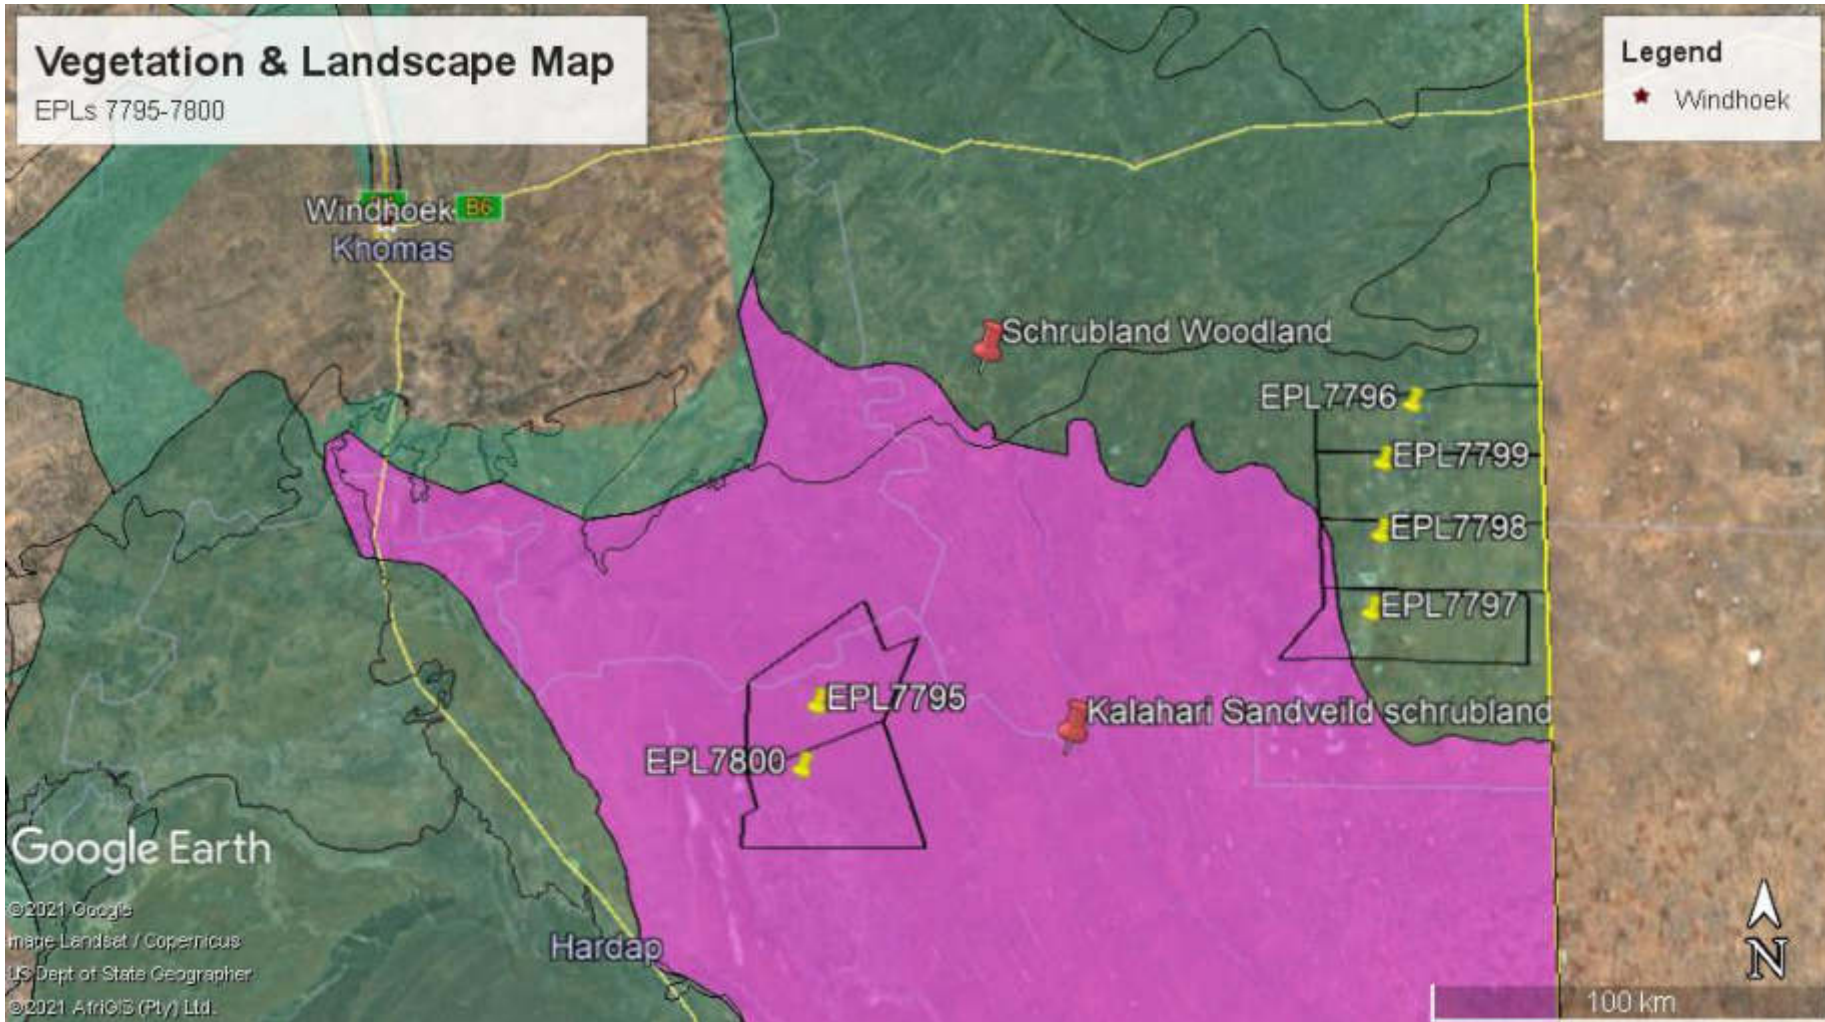 Vegetation & Landscape Map
EPLs 7795-7800
Legend
Windhoek
Windhoek
B6
Khomas
Schrubland Woodland
EPL7796
EPL7799
EPL7798
EPL7797
EPL7795
Kalahari Sandveild schrubland
EPL7800
Google Earth
©2021 Google
Image Landsat / Copernicus
US Dept of State Geographer
©2021 AfriGIS (Pty) Ltd.
Hardap
N
100 km